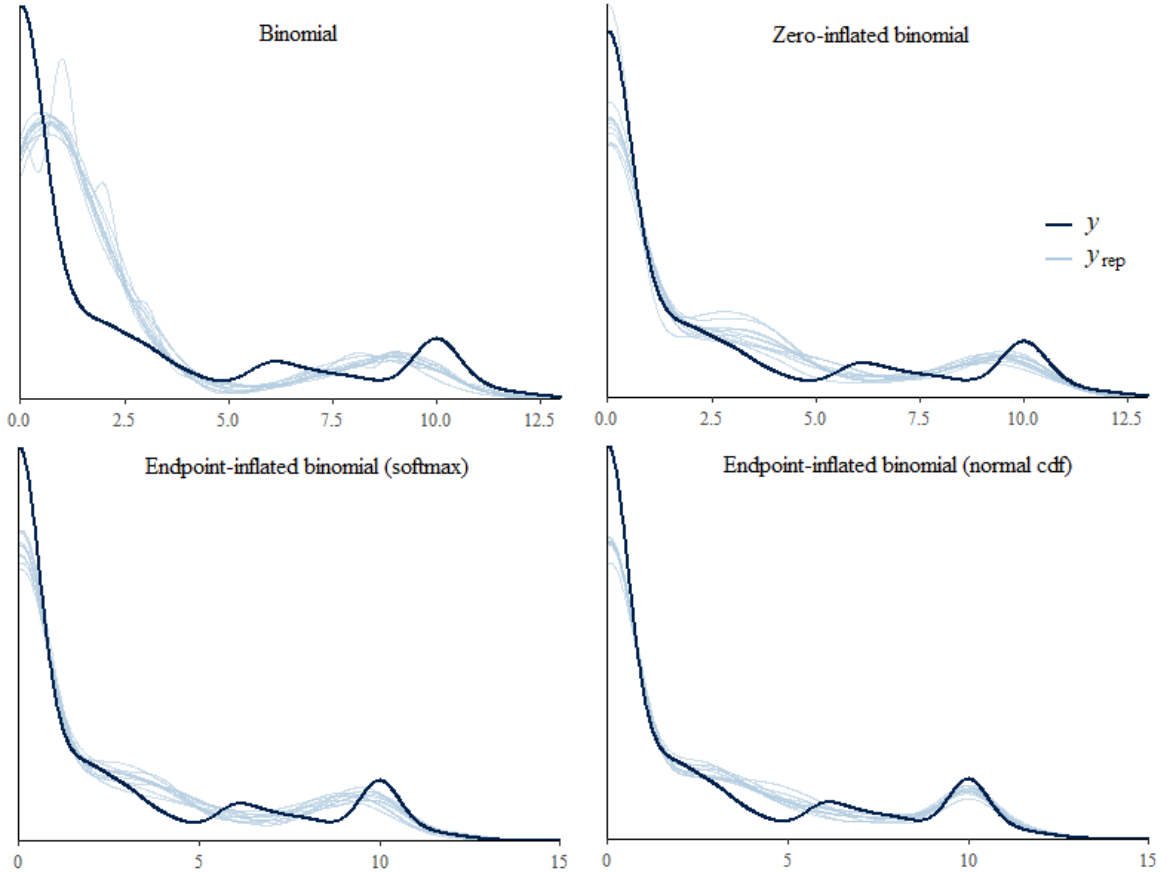 Binomial
0.0 2.5 5.0 7.5 10.0 12.5
Zero-inflated binomial
y
y rep
0.0 2.5 5.0 7.5 10.0 12.5
Endpoint-inflated binomial (softmax)
0 5 10 15
Endpoint-inflated binomial (normal cdf)
0 5 10 15